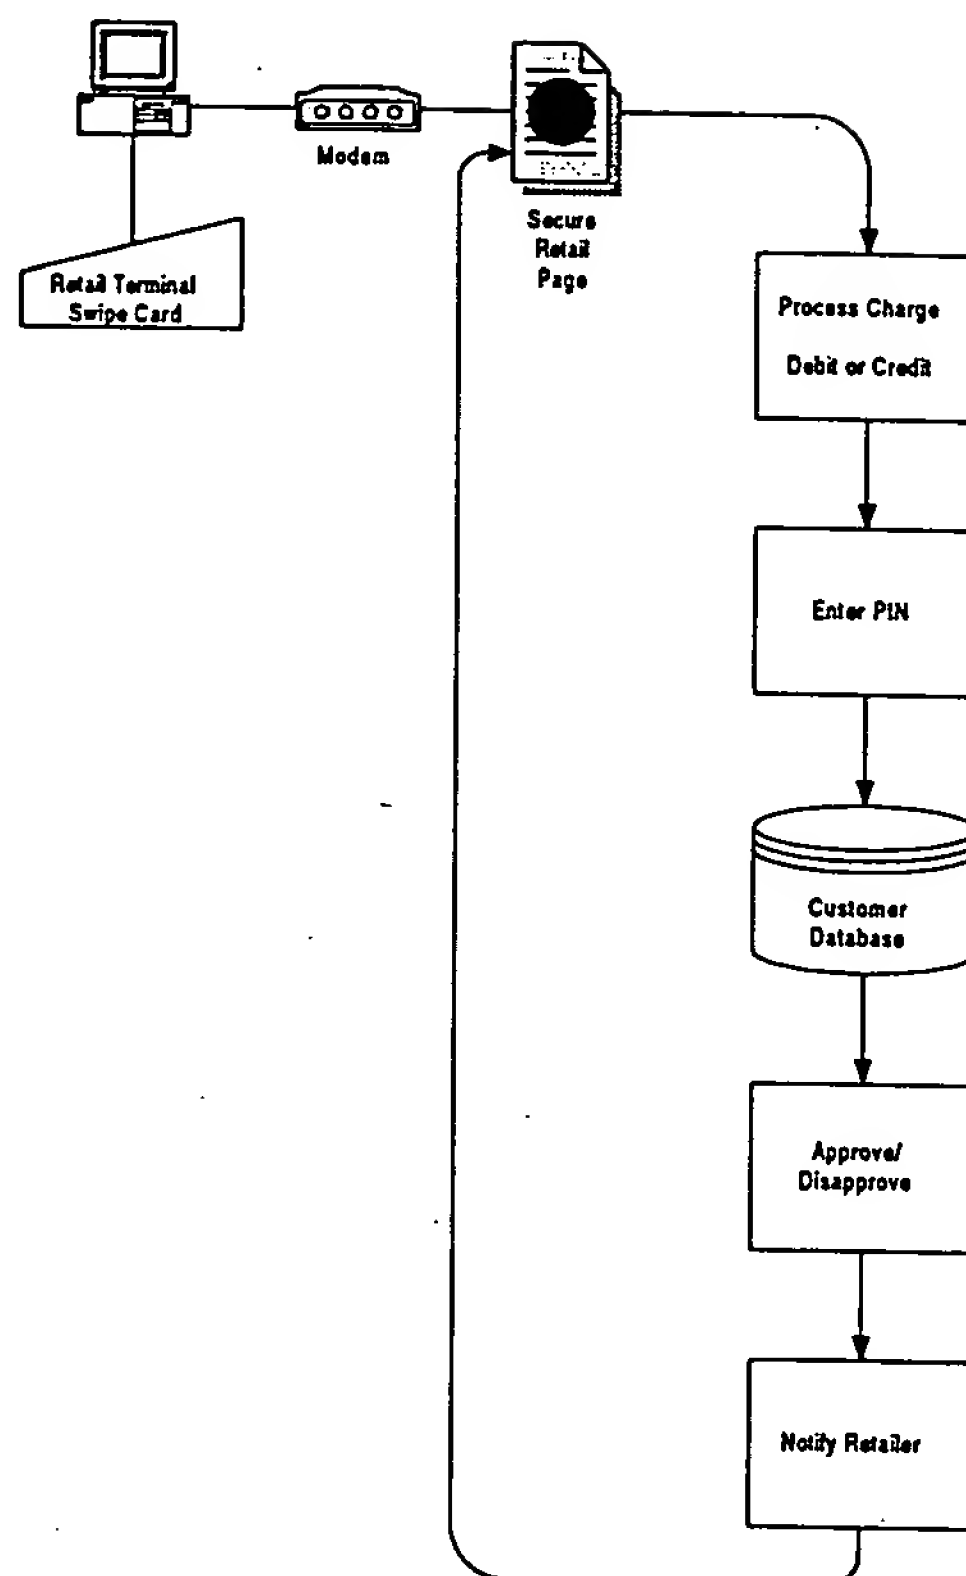 Modem
Secure
Retail
Page
Retail Terminal
Swipe Card
Process Charge
Debit or Credit
Enter PIN
Customer
Database
Approve/
Disapprove
Notify Retailer